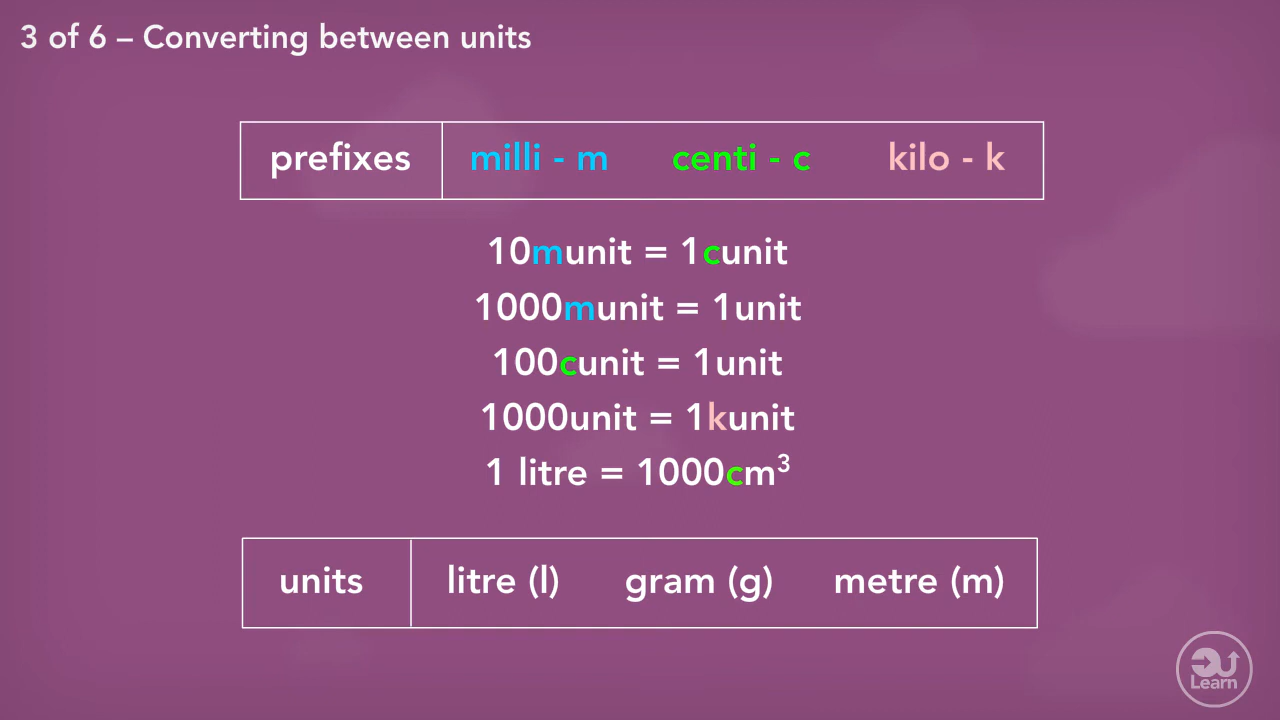 3 of 6 – Converting between units
prefixes milli - m centi - c kilo - k
10munit = 1cunit
1000munit = 1unit
100cunit = 1unit
1000unit = 1kunit
1 litre = 1000cm³
units litre (l) gram (g) metre (m)
Learn